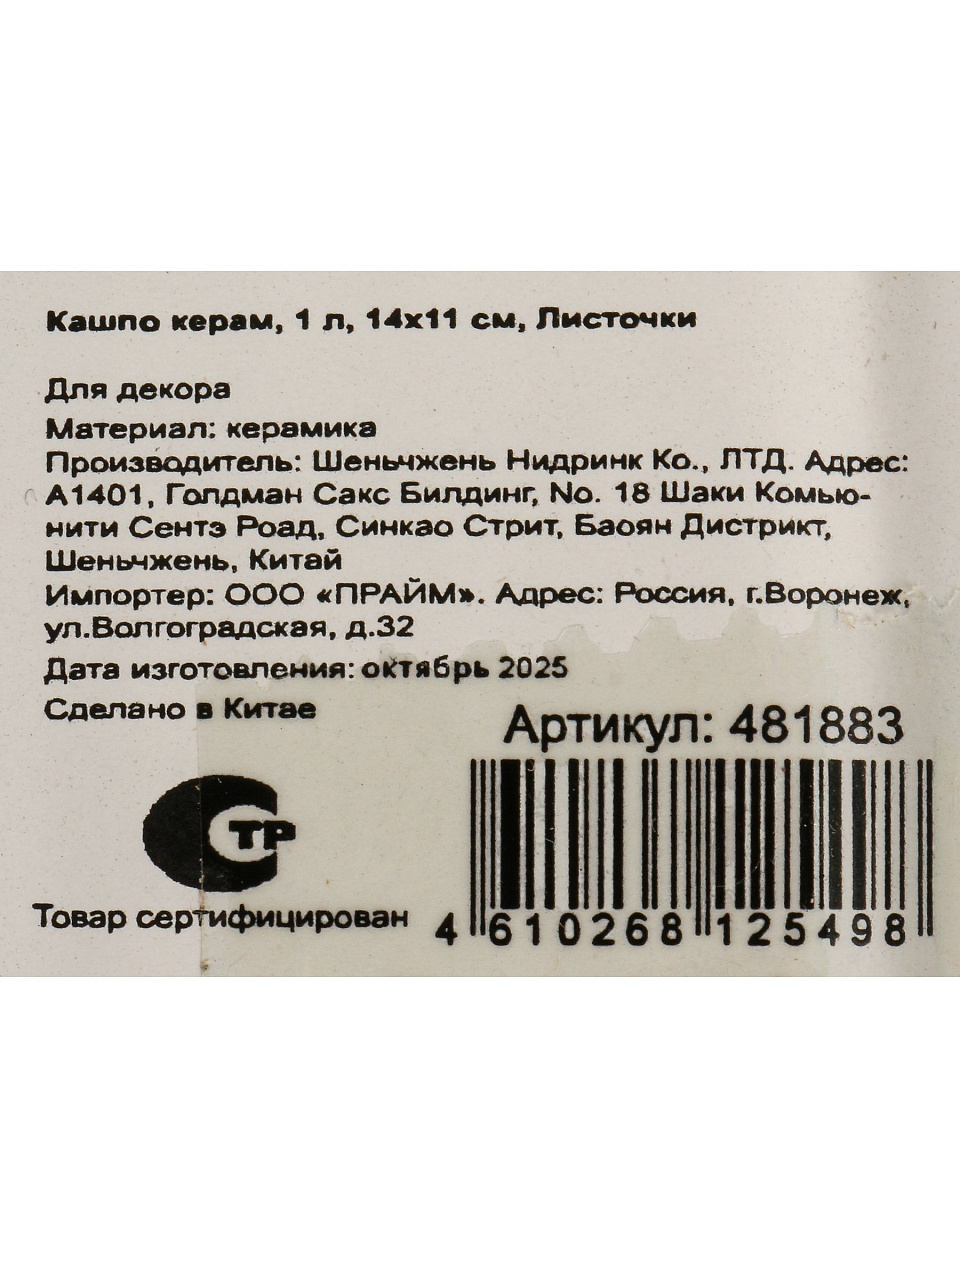 Кашпо керам, 1 л, 14х11 см, Листочки
Для декора
Материал: керамика
Производитель: Шеньчжень Нидринк Ко., ЛТД. Адрес:
А1401, Голдман Сакс Билдинг, No. 18 Шаки Комью-
нити Сентэ Роад, Синкао Стрит, Баоян Дистрикт,
Шеньчжень, Китай
Импортер: ООО «ПРАЙМ». Адрес: Россия, г.Воронеж,
ул.Волгоградская, д.32
Дата изготовления: октябрь 2025
Сделано в Китае
Артикул: 481883
СТР
Товар сертифицирован
4 610268 125498